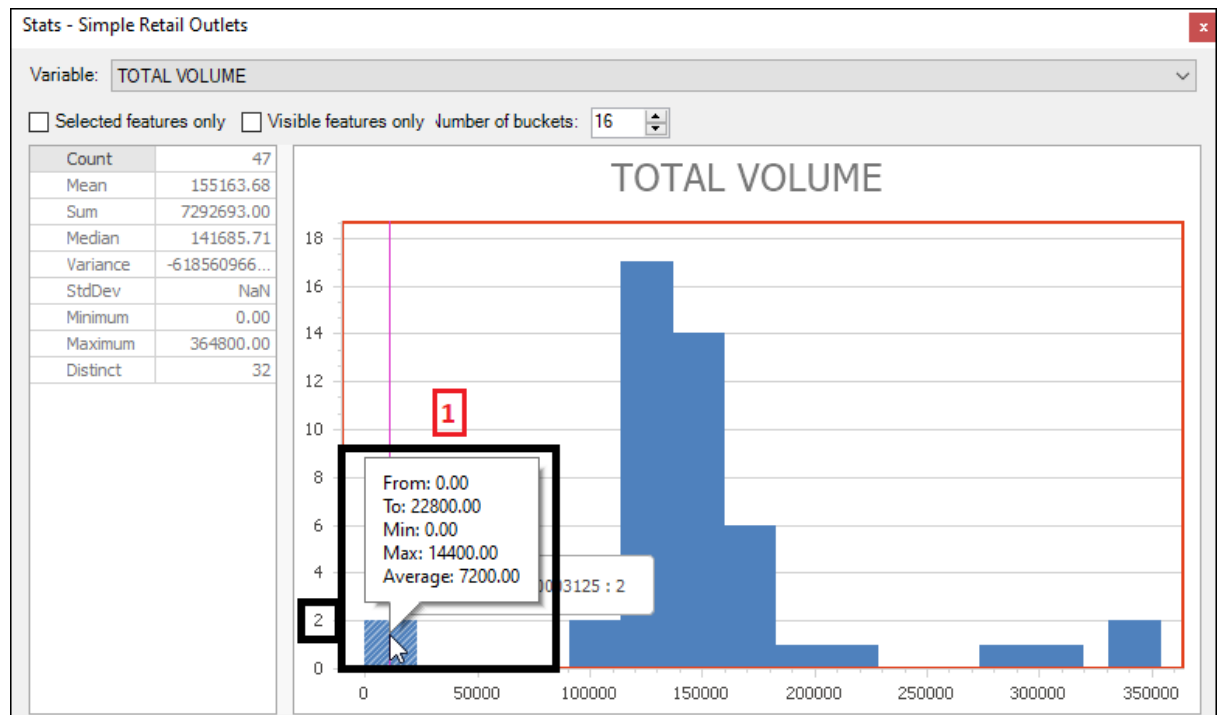 Stats - Simple Retail Outlets
x
Variable: TOTAL VOLUME
Selected features only Visible features only Number of buckets: 16
Count 47
Mean 155163.68
Sum 7292693.00
Median 141685.71
Variance -618560966...
StdDev NaN
Minimum 0.00
Maximum 364800.00
Distinct 32
TOTAL VOLUME
18
16
14
12
10
8
6
4
2
0
1
From: 0.00
To: 22800.00
Min: 0.00
Max: 14400.00
Average: 7200.00
: 2
0
50000
100000
150000
200000
250000
300000
350000